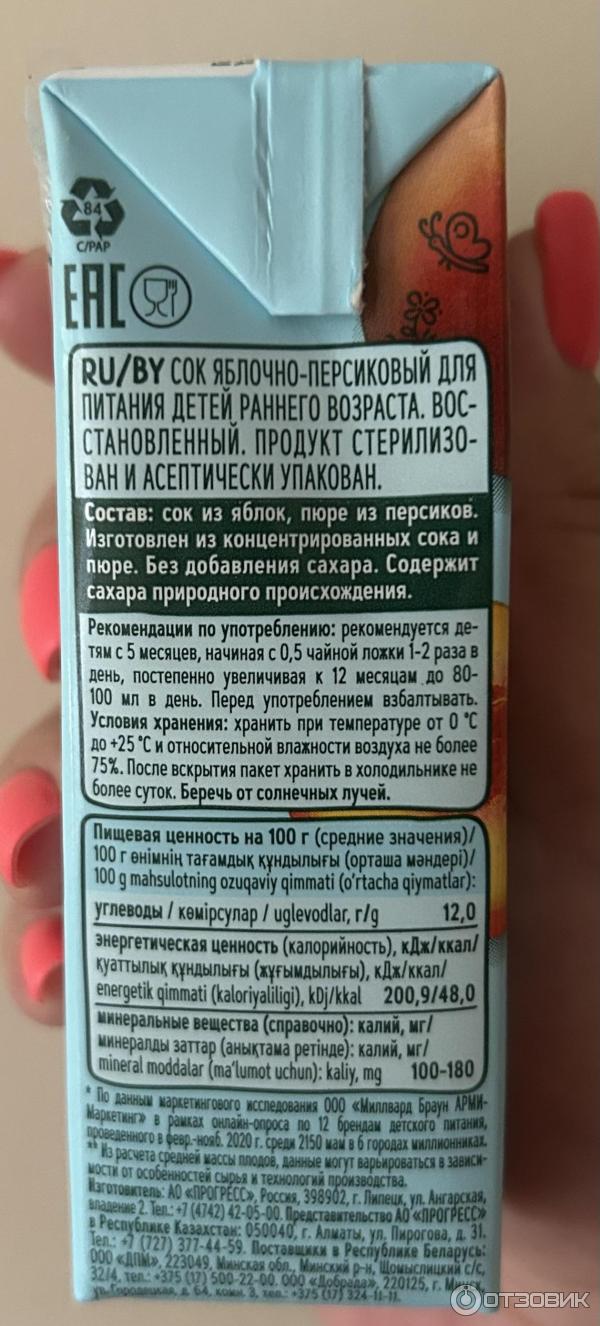 84
C/PAP
EAC
RU/BY СОК ЯБЛОЧНО-ПЕРСИКОВЫЙ ДЛЯ
ПИТАНИЯ ДЕТЕЙ РАННЕГО ВОЗРАСТА. ВОС-
СТАНОВЛЕННЫЙ. ПРОДУКТ СТЕРИЛИЗО-
ВАН И АСЕПТИЧЕСКИ УПАКОВАН.
Состав: сок из яблок, пюре из персиков.
Изготовлен из концентрированных сока и
пюре. Без добавления сахара. Содержит
сахара природного происхождения.
Рекомендации по употреблению: рекомендуется де-
тям с 5 месяцев, начиная с 0,5 чайной ложки 1-2 раза в
день, постепенно увеличивая к 12 месяцам до 80-
100 мл в день. Перед употреблением взбалтывать.
Условия хранения: хранить при температуре от 0 °С
до +25 °С и относительной влажности воздуха не более
75%. После вскрытия пакет хранить в холодильнике не
более суток. Беречь от солнечных лучей.
Пищевая ценность на 100 г (средние значения)/
100 г өнімнің тағамдық құндылығы (орташа мәндері)/
100 g mahsulotning ozuqaviy qimmati (o'rtacha qiymatlar):
углеводы / көмірсулар / uglevodlar, г/g 12,0
энергетическая ценность (калорийность), кДж/ккал/
қуаттылық құндылығы (жұғымдылығы), кДж/ккал/
energetik qimmati (kaloriyaliligi), kDj/kkal 200,9/48,0
минеральные вещества (справочно): калий, мг/
минералды заттар (анықтама ретінде): калий, мг/
mineral moddalar (ma'lumot uchun): kaliy, mg 100-180
* По данным маркетингового исследования ООО «Миллвард Браун АРМИ-
Маркетинг» в рамках онлайн-опроса по 12 брендам детского питания,
проведенного в февр.-нояб. 2020 г. среди 2150 мам в 6 городах миллионниках.
** Из расчета средней массы плодов, данные могут варьироваться в зависи-
мости от особенностей сырья и технологий производства.
Изготовитель: АО «ПРОГРЕСС», Россия, 398902, г. Липецк, ул. Ангарская,
владение 2. Тел.: +7 (4742) 42-05-00. Представительство АО «ПРОГРЕСС»
в Республике Казахстан: 050040, г. Алматы, ул. Пирогова, д. 31.
Тел.: +7 (727) 377-44-59. Поставщики в Республике Беларусь:
ООО «ДПМ», 223049, Минская обл., Минский р-н, Щомыслицкий с/с,
32/4, тел.: +375 (17) 500-22-00. ООО «Добрада», 220125, г. Минск,
ул. Городецкая, д. 64, ком. 3, тел.: +375 (17) 324-11-11.
ОТЗОВИК